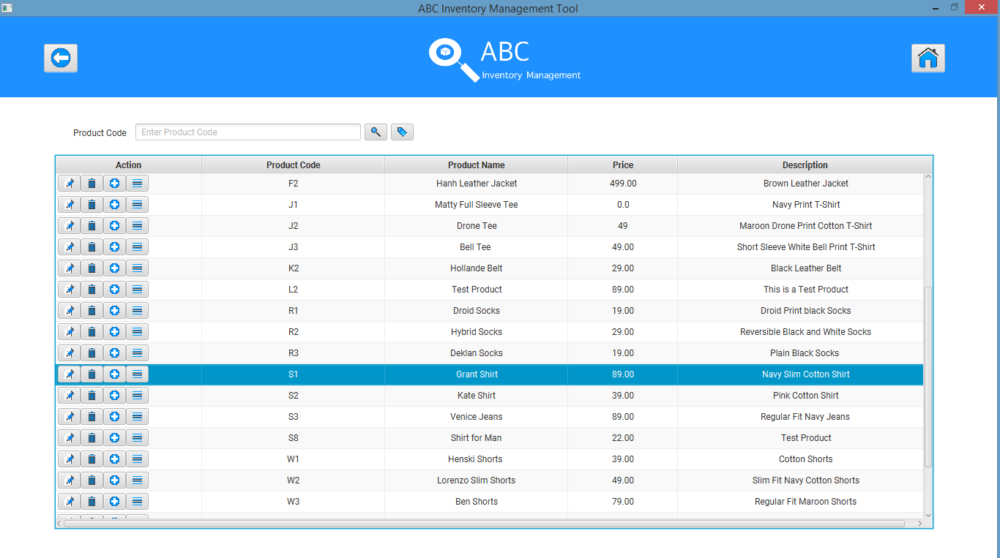 ABC Inventory Management Tool
ABC
Inventory Management
Product Code Enter Product Code
Action Product Code Product Name Price Description
F2 Hanh Leather Jacket 499.00 Brown Leather Jacket
J1 Matty Full Sleeve Tee 0.0 Navy Print T-Shirt
J2 Drone Tee 49 Maroon Drone Print Cotton T-Shirt
J3 Bell Tee 49.00 Short Sleeve White Bell Print T-Shirt
K2 Hollande Belt 29.00 Black Leather Belt
L2 Test Product 89.00 This is a Test Product
R1 Droid Socks 19.00 Droid Print black Socks
R2 Hybrid Socks 29.00 Reversible Black and White Socks
R3 Deklan Socks 19.00 Plain Black Socks
S1 Grant Shirt 89.00 Navy Slim Cotton Shirt
S2 Kate Shirt 39.00 Pink Cotton Shirt
S3 Venice Jeans 89.00 Regular Fit Navy Jeans
S8 Shirt for Man 22.00 Test Product
W1 Henski Shorts 39.00 Cotton Shorts
W2 Lorenzo Slim Shorts 49.00 Slim Fit Navy Cotton Shorts
W3 Ben Shorts 79.00 Regular Fit Maroon Shorts